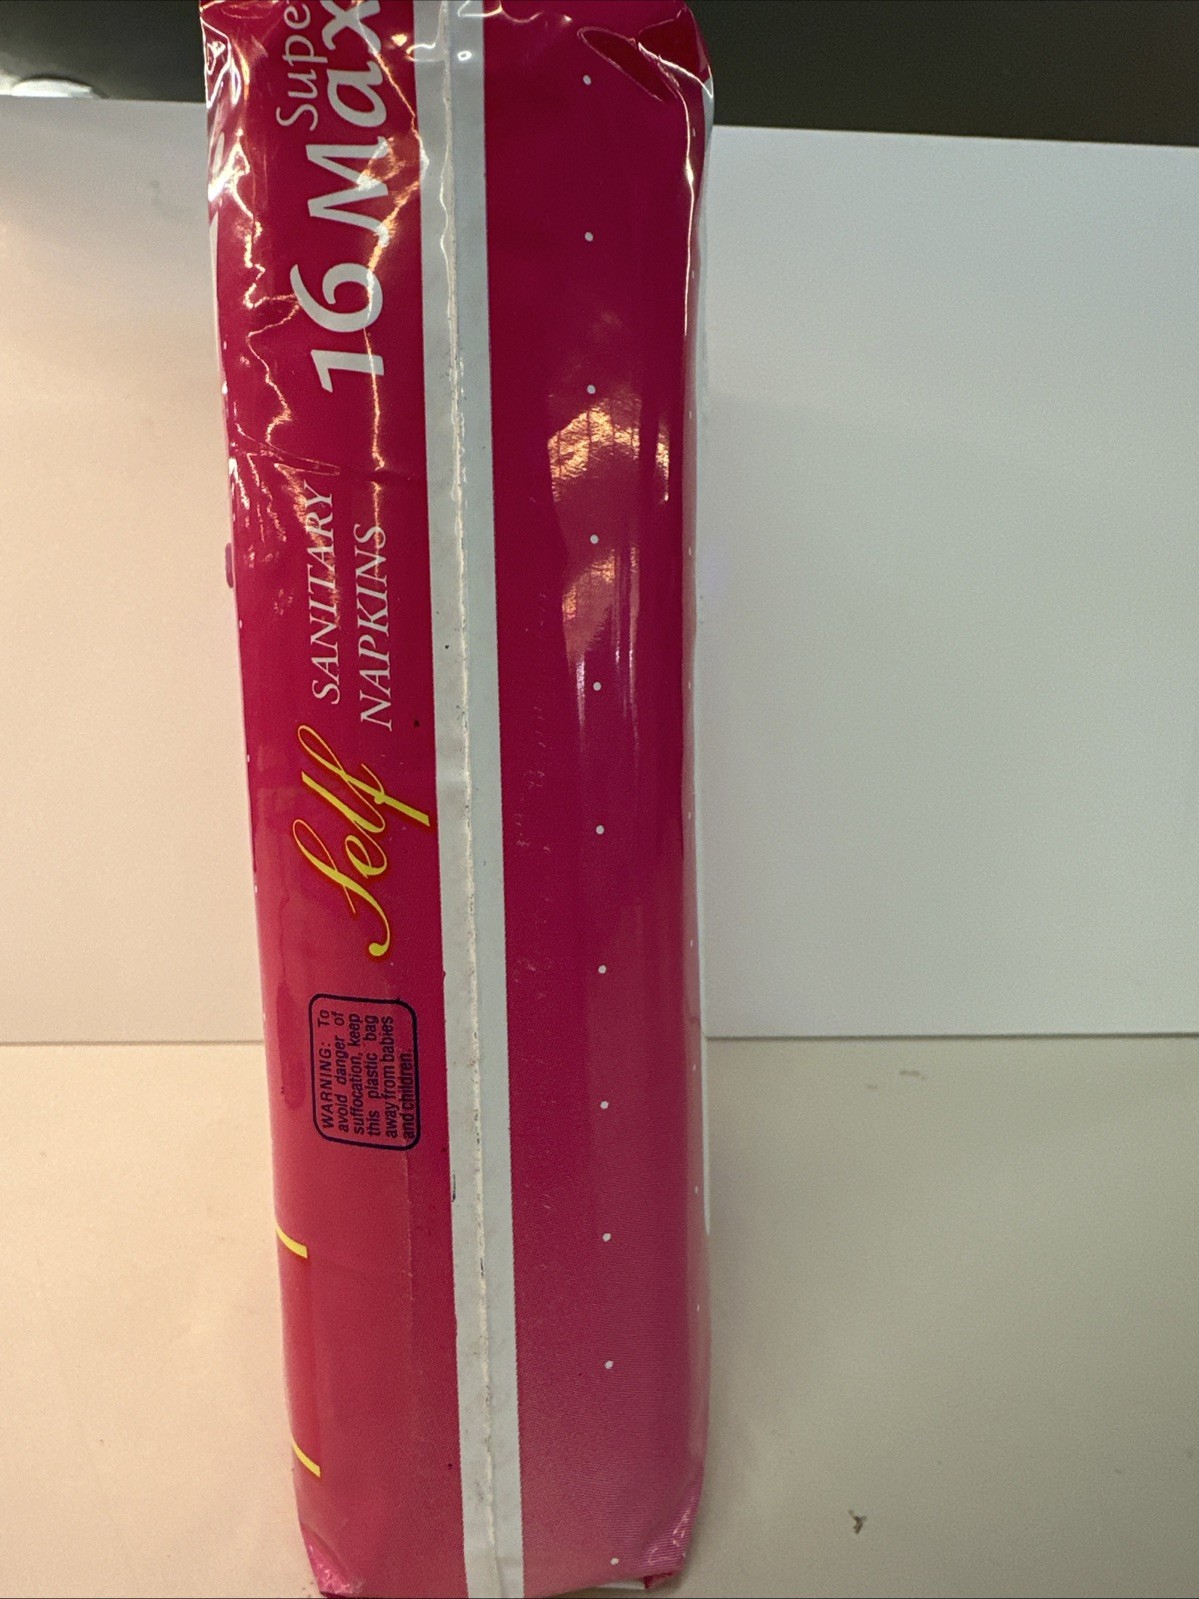 WARNING: To
avoid danger of
suffocation, keep
this plastic bag
away from babies
and children.
Self
SANITARY
NAPKINS
Supe
16 Max